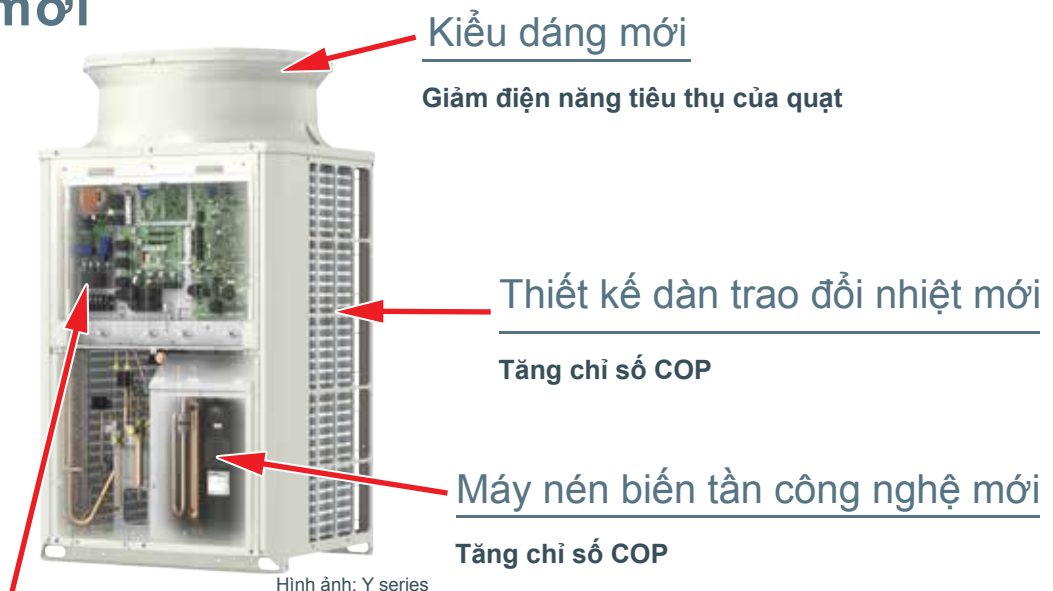 mới
Kiểu dáng mới
Giảm điện năng tiêu thụ của quạt
Thiết kế dàn trao đổi nhiệt mới
Tăng chỉ số COP
Máy nén biến tần công nghệ mới
Tăng chỉ số COP
Hình ảnh: Y series